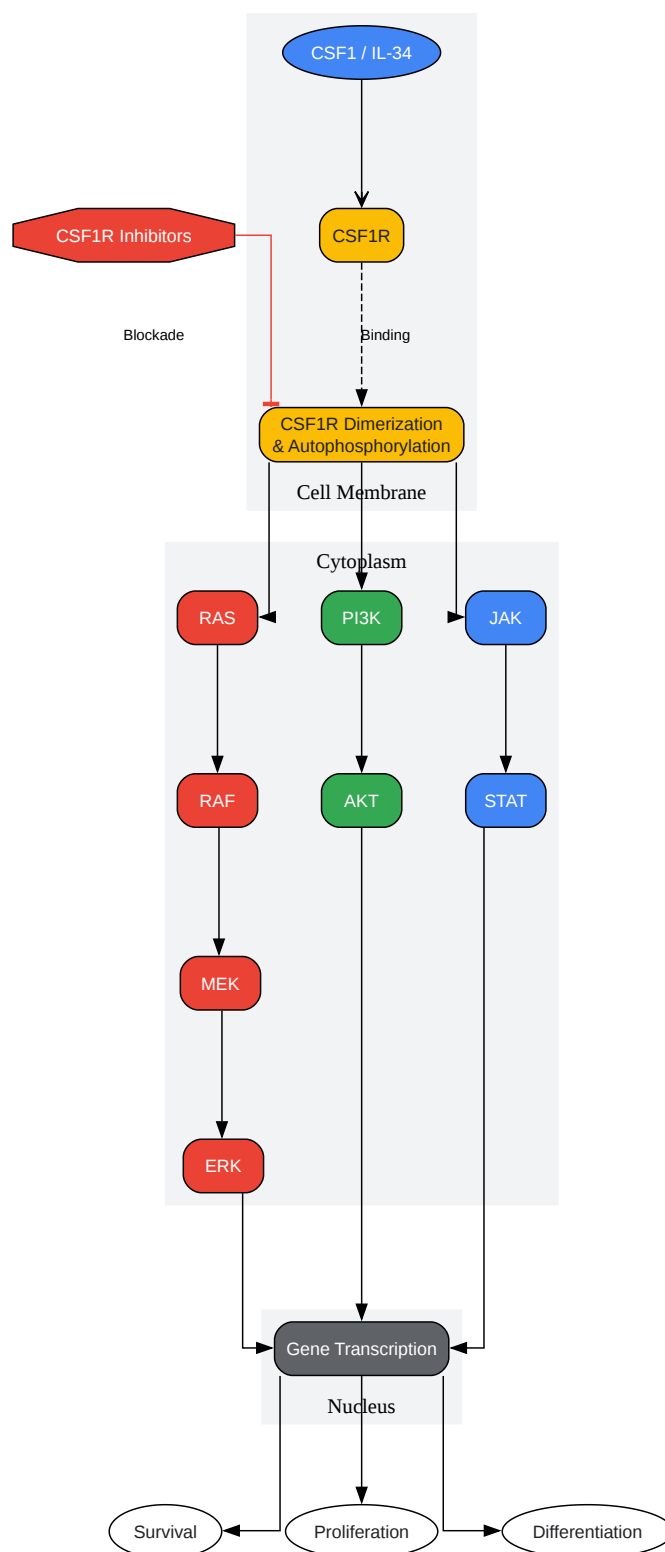 CSF1 / IL-34
CSF1R Inhibitors
CSF1R
Blockade
Binding
CSF1R Dimerization
& Autophosphorylation
Cell Membrane
Cytoplasm
RAS
PI3K
JAK
RAF
AKT
STAT
MEK
ERK
Gene Transcription
Nucleus
Survival
Proliferation
Differentiation